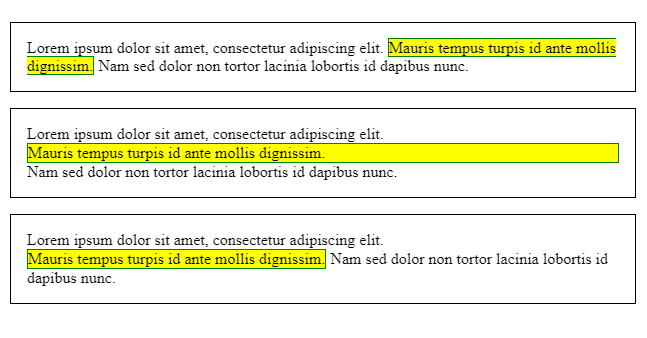 Lorem ipsum dolor sit amet, consectetur adipiscing elit. Mauris tempus turpis id ante mollis
dignissim. Nam sed dolor non tortor lacinia lobortis id dapibus nunc.
Lorem ipsum dolor sit amet, consectetur adipiscing elit.
Mauris tempus turpis id ante mollis dignissim.
Nam sed dolor non tortor lacinia lobortis id dapibus nunc.
Lorem ipsum dolor sit amet, consectetur adipiscing elit.
Mauris tempus turpis id ante mollis dignissim. Nam sed dolor non tortor lacinia lobortis id
dapibus nunc.